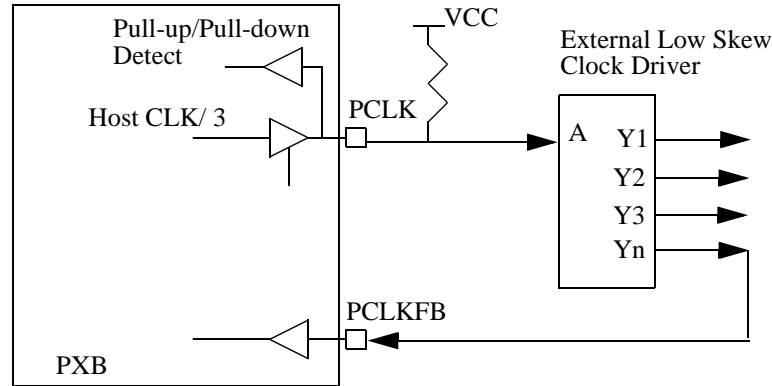 Pull-up/Pull-down
Detect
VCC
External Low Skew
Clock Driver
Host CLK/ 3
PCLK
A
Y1
Y2
Y3
Yn
PCLKFB
PXB